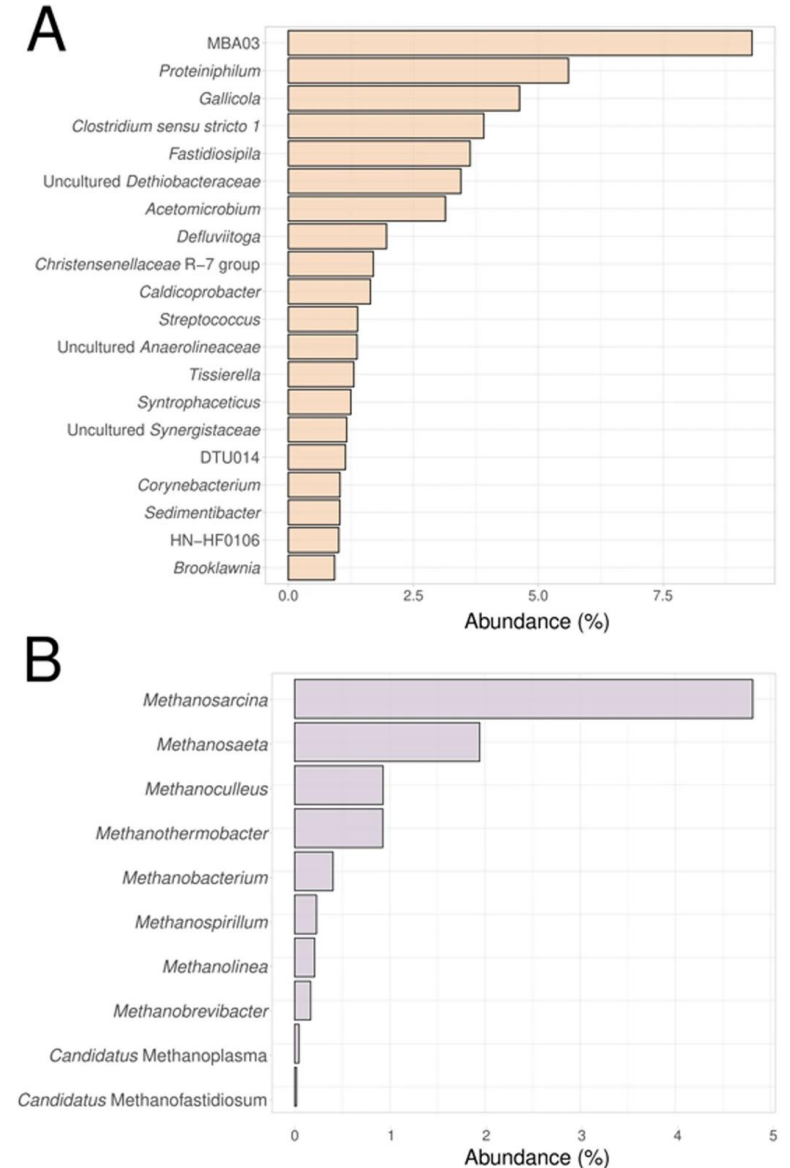 A
MBA03
Proteiniphilum
Gallicola
Clostridium sensu stricto 1
Fastidiosipila
Uncultured Dethiobacteraceae
Acetomicrobium
Defluviitoga
Christensenellaceae R−7 group
Caldicoprobacter
Streptococcus
Uncultured Anaerolineaceae
Tissierella
Syntrophaceticus
Uncultured Synergistaceae
DTU014
Corynebacterium
Sedimentibacter
HN−HF0106
Brooklawnia
0.0 2.5 5.0 7.5
Abundance (%)
B
Methanosarcina
Methanosaeta
Methanoculleus
Methanothermobacter
Methanobacterium
Methanospirillum
Methanolinea
Methanobrevibacter
Candidatus Methanoplasma
Candidatus Methanofastidiosum
0 1 2 3 4 5
Abundance (%)